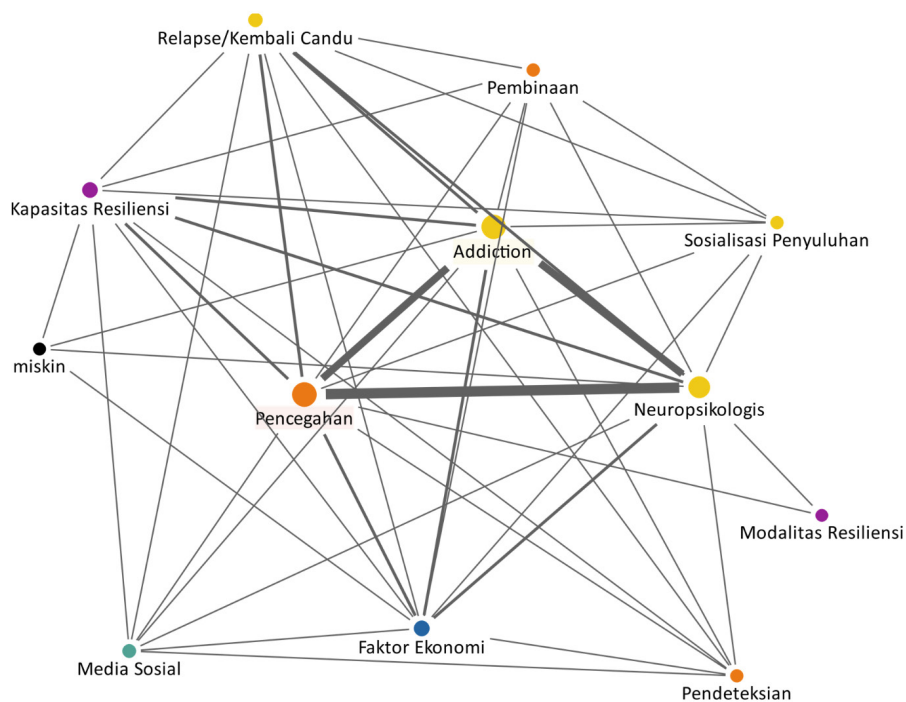 Relapse/Kembali Candu
Pembinaan
Kapasitas Resiliensi
Sosialisasi Penyuluhan
Addiction
miskin
Pencegahan
Neuropsikologis
Modalitas Resiliensi
Faktor Ekonomi
Media Sosial
Pendeteksian